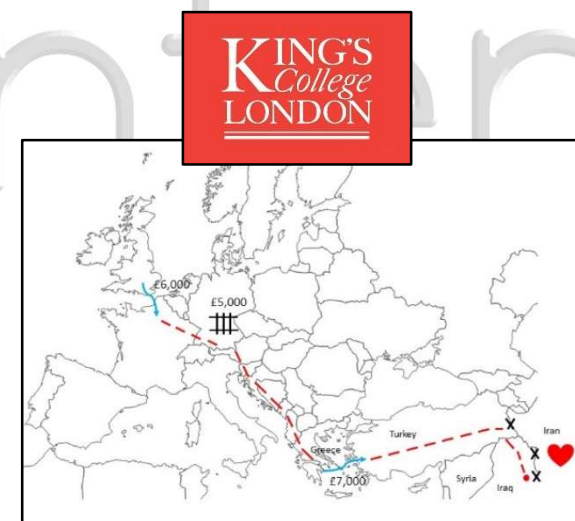 KING'S
College
LONDON
£6,000
£5,000
Greece
Turkey
Iran
£7,000
Syria
Iraq